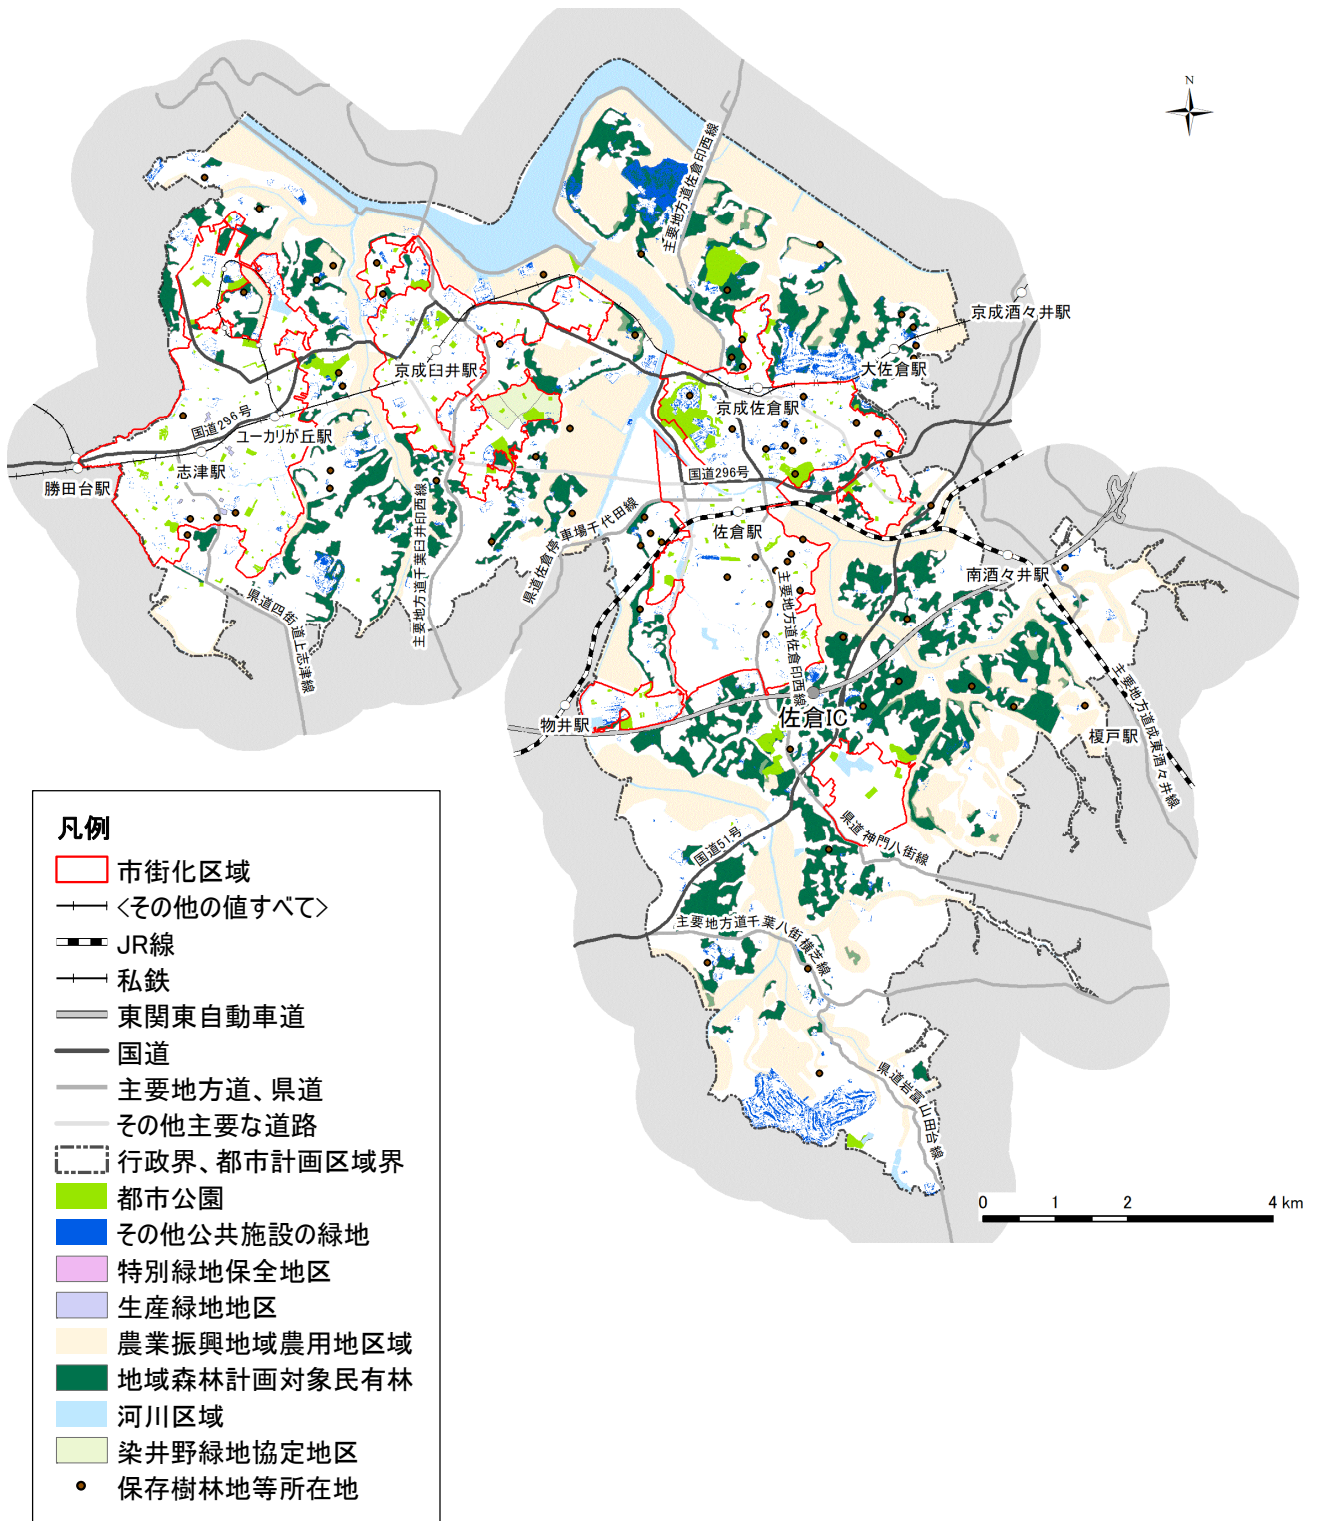 N
主要地方道佐倉印西線
京成酒々井駅
大佐倉駅
京成臼井駅
京成佐倉駅
国道296号
ユーカリが丘駅
志津駅
勝田台駅
国道296号
主要地方道千葉臼井印西線
県道佐倉停車場千代田線
佐倉駅
南酒々井駅
県道四街道上志津線
主要地方道佐倉印西線
主要地方道成東酒々井線
物井駅
佐倉IC
榎戸駅
県道神門八街線
国道51号
主要地方道千葉八街横芝線
県道岩富山田台線
0 1 2 4 km
凡例
市街化区域
<その他の値すべて>
JR線
私鉄
東関東自動車道
国道
主要地方道、県道
その他主要な道路
行政界、都市計画区域界
都市公園
その他公共施設の緑地
特別緑地保全地区
生産緑地地区
農業振興地域農用地区域
地域森林計画対象民有林
河川区域
染井野緑地協定地区
保存樹林地等所在地